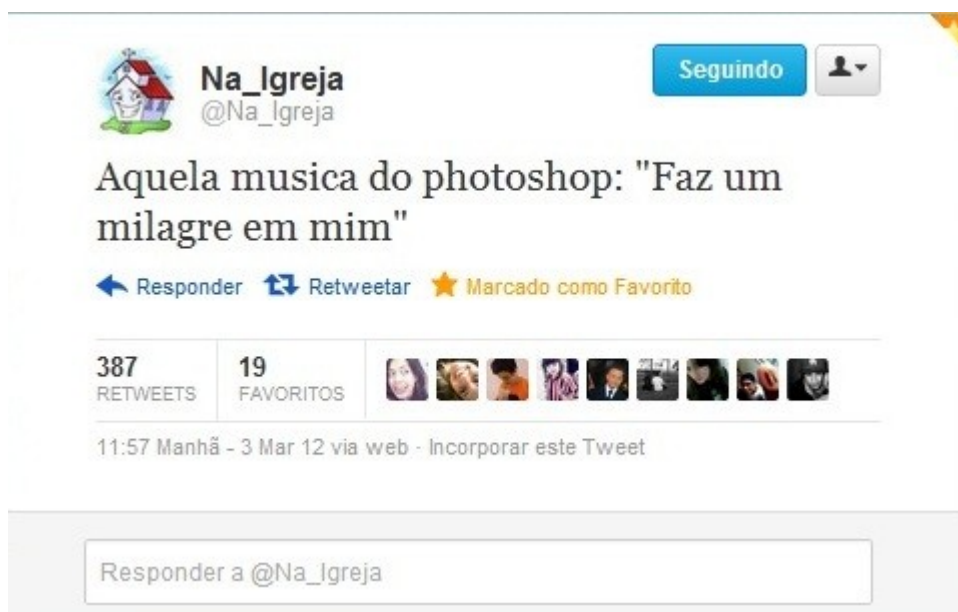 Na_Igreja
@Na_Igreja
Seguindo
Aquela musica do photoshop: "Faz um
milagre em mim"
Responder Retweetar Marcado como Favorito
387 RETWEETS
19 FAVORITOS
11:57 Manhã - 3 Mar 12 via web · Incorporar este Tweet
Responder a @Na_Igreja